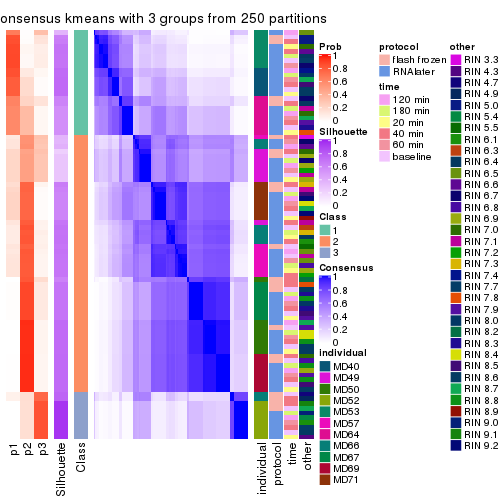 onsensus kmeans with 3 groups from 250 partitions
Prob
1
0.8
0.6
0.4
0.2
0
Silhouette
1
0.8
0.6
0.4
0.2
0
Class
1
2
3
Consensus
1
0.8
0.6
0.4
0.2
0
individual
MD40
MD49
MD50
MD52
MD53
MD57
MD64
MD66
MD67
MD69
MD71
protocol
flash frozen
RNAlater
time
120 min
180 min
20 min
40 min
60 min
baseline
other
RIN 3.3
RIN 4.3
RIN 4.7
RIN 4.9
RIN 5.0
RIN 5.4
RIN 5.5
RIN 6.1
RIN 6.3
RIN 6.4
RIN 6.5
RIN 6.6
RIN 6.7
RIN 6.8
RIN 6.9
RIN 7.0
RIN 7.1
RIN 7.2
RIN 7.3
RIN 7.4
RIN 7.7
RIN 7.8
RIN 7.9
RIN 8.0
RIN 8.2
RIN 8.3
RIN 8.4
RIN 8.5
RIN 8.6
RIN 8.7
RIN 8.8
RIN 8.9
RIN 9.0
RIN 9.1
RIN 9.2
p1
p2
p3
Silhouette
Class
individual
protocol
time
other